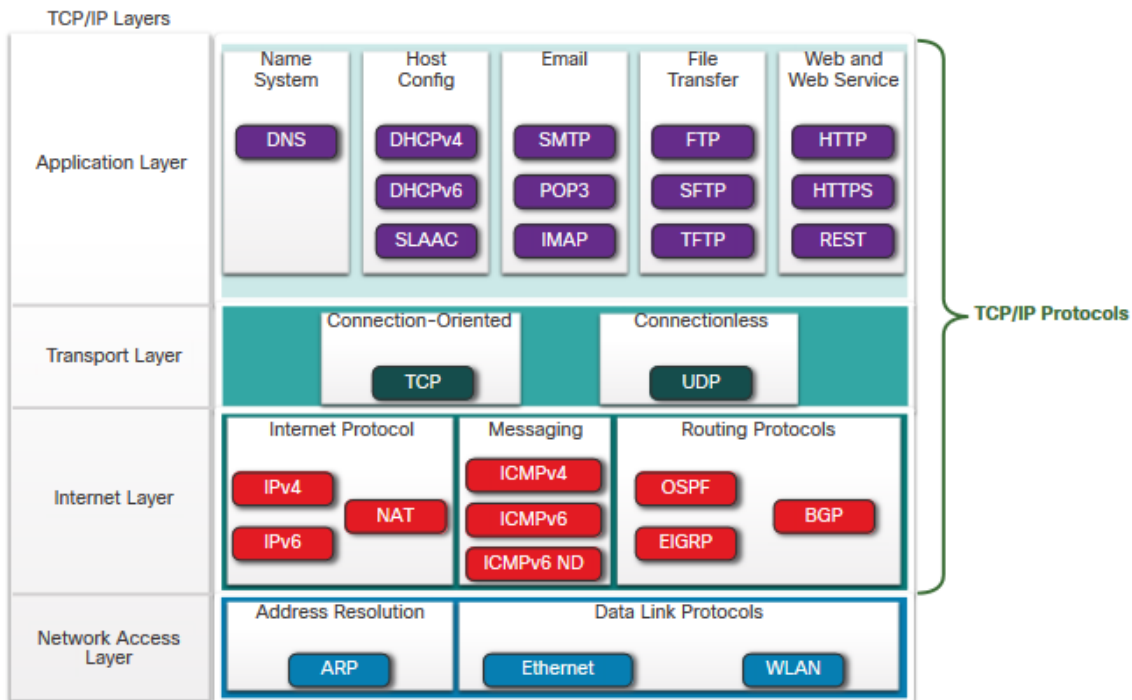 TCP/IP Layers
Application Layer
Name
System
DNS
Host
Config
DHCPv4
DHCPv6
SLAAC
Email
SMTP
POP3
IMAP
File
Transfer
FTP
SFTP
TFTP
Web and
Web Service
HTTP
HTTPS
REST
TCP/IP Protocols
Transport Layer
Connection-Oriented
TCP
Connectionless
UDP
Internet Layer
Internet Protocol
IPv4
IPv6
NAT
Messaging
ICMPv4
ICMPv6
ICMPv6 ND
Routing Protocols
OSPF
EIGRP
BGP
Network Access
Layer
Address Resolution
ARP
Data Link Protocols
Ethernet
WLAN